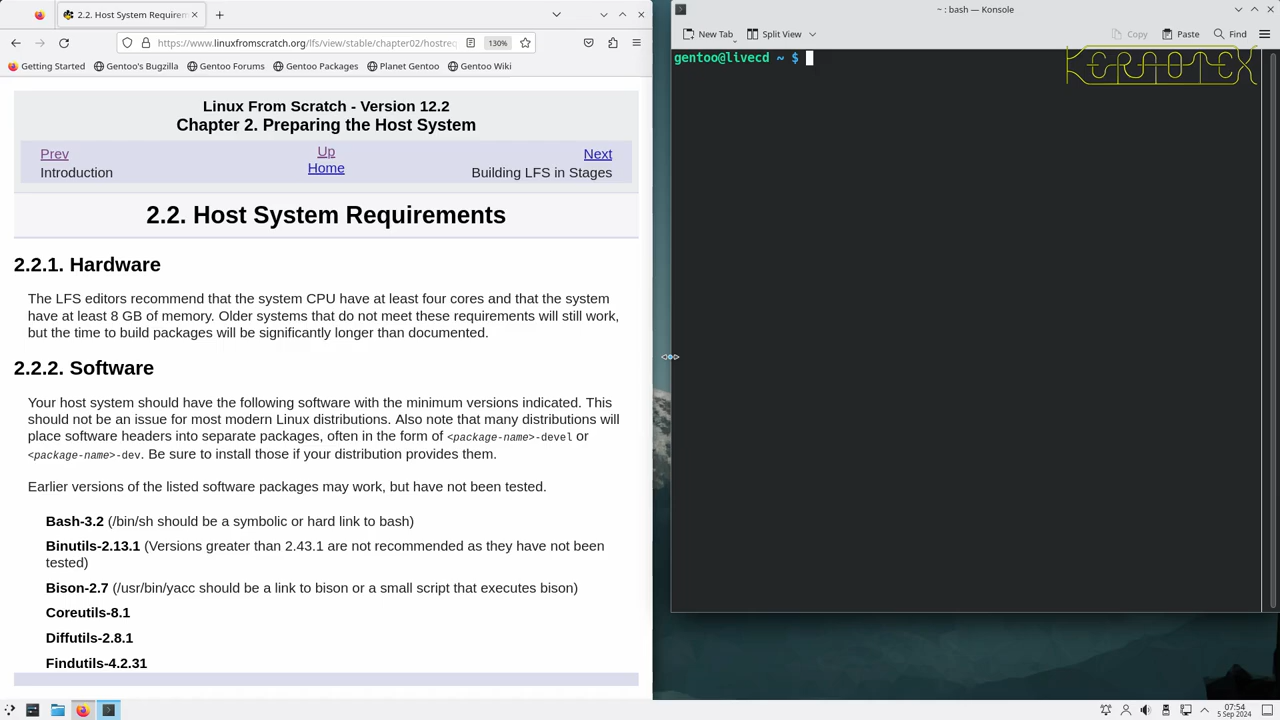 2.2. Host System Requirem
https://www.linuxfromscratch.org/lfs/view/stable/chapter02/hostreq
130%
Getting Started
Gentoo's Bugzilla
Gentoo Forums
Gentoo Packages
Planet Gentoo
Gentoo Wiki
Linux From Scratch - Version 12.2
Chapter 2. Preparing the Host System
Prev
Up
Next
Introduction
Home
Building LFS in Stages
2.2. Host System Requirements
2.2.1. Hardware
The LFS editors recommend that the system CPU have at least four cores and that the system
have at least 8 GB of memory. Older systems that do not meet these requirements will still work,
but the time to build packages will be significantly longer than documented.
2.2.2. Software
Your host system should have the following software with the minimum versions indicated. This
should not be an issue for most modern Linux distributions. Also note that many distributions will
place software headers into separate packages, often in the form of <package-name>-devel or
<package-name>-dev. Be sure to install those if your distribution provides them.
Earlier versions of the listed software packages may work, but have not been tested.
Bash-3.2 (/bin/sh should be a symbolic or hard link to bash)
Binutils-2.13.1 (Versions greater than 2.43.1 are not recommended as they have not been
tested)
Bison-2.7 (/usr/bin/yacc should be a link to bison or a small script that executes bison)
Coreutils-8.1
Diffutils-2.8.1
Findutils-4.2.31
~ : bash — Konsole
New Tab
Split View
Copy
Paste
Find
gentoo@livecd ~ $
07:54
5 Sep 2024